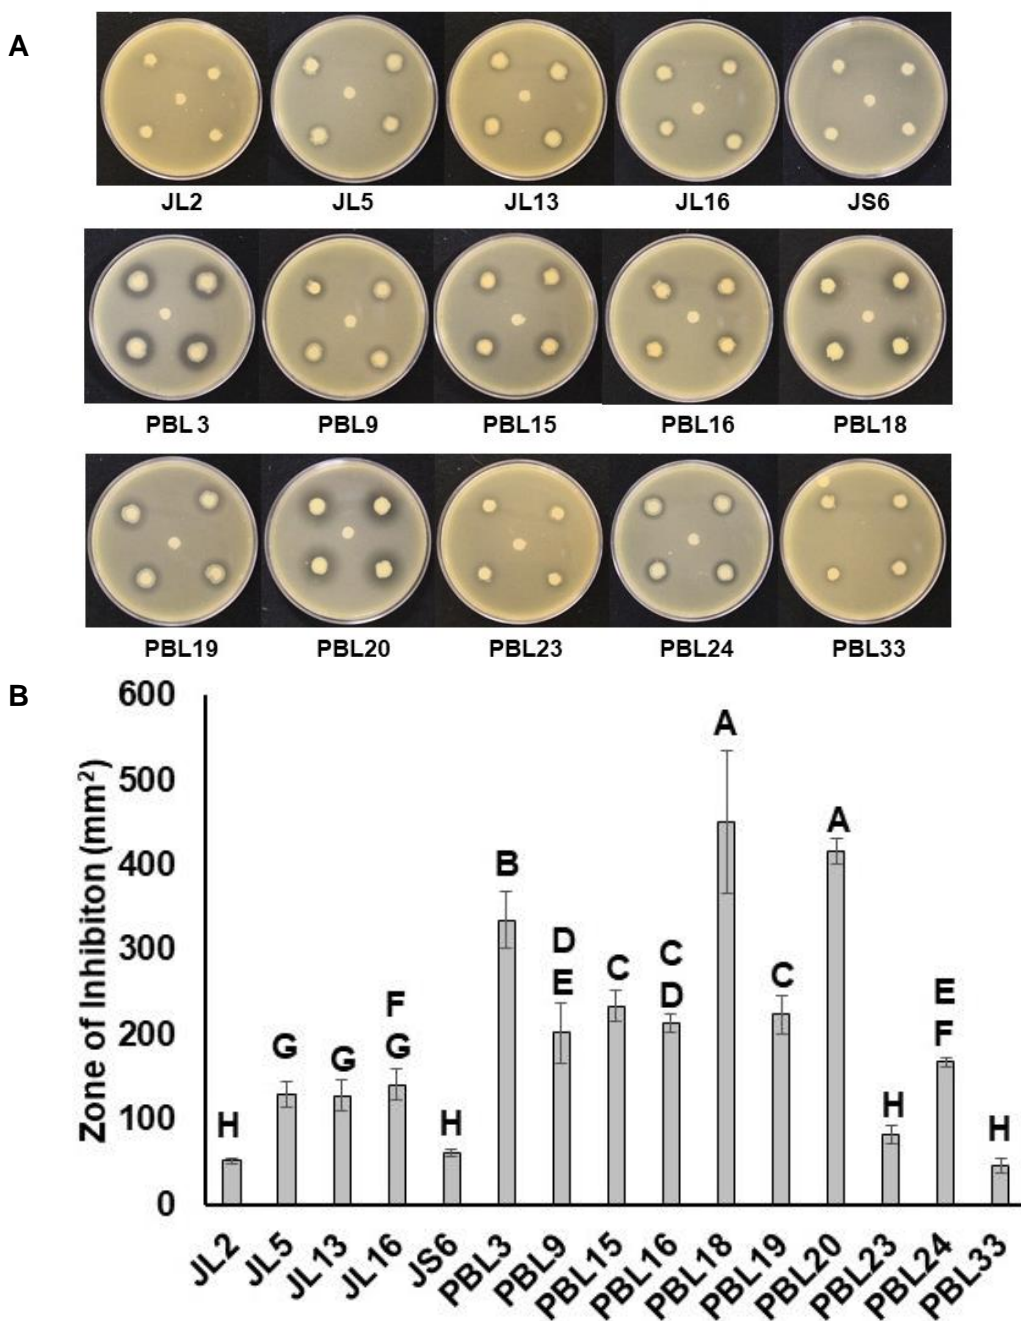 A
JL2 JL5 JL13 JL16 JS6
PBL3 PBL9 PBL15 PBL16 PBL18
PBL19 PBL20 PBL23 PBL24 PBL33
B
Zone of Inhibiton (mm²)
600
500
400
300
200
100
0
H
G
G
F
G
H
B
D
E
C
C
D
A
C
A
H
E
F
H
JL2 JL5 JL13 JL16 JS6 PBL3 PBL9 PBL15 PBL16 PBL18 PBL19 PBL20 PBL23 PBL24 PBL33